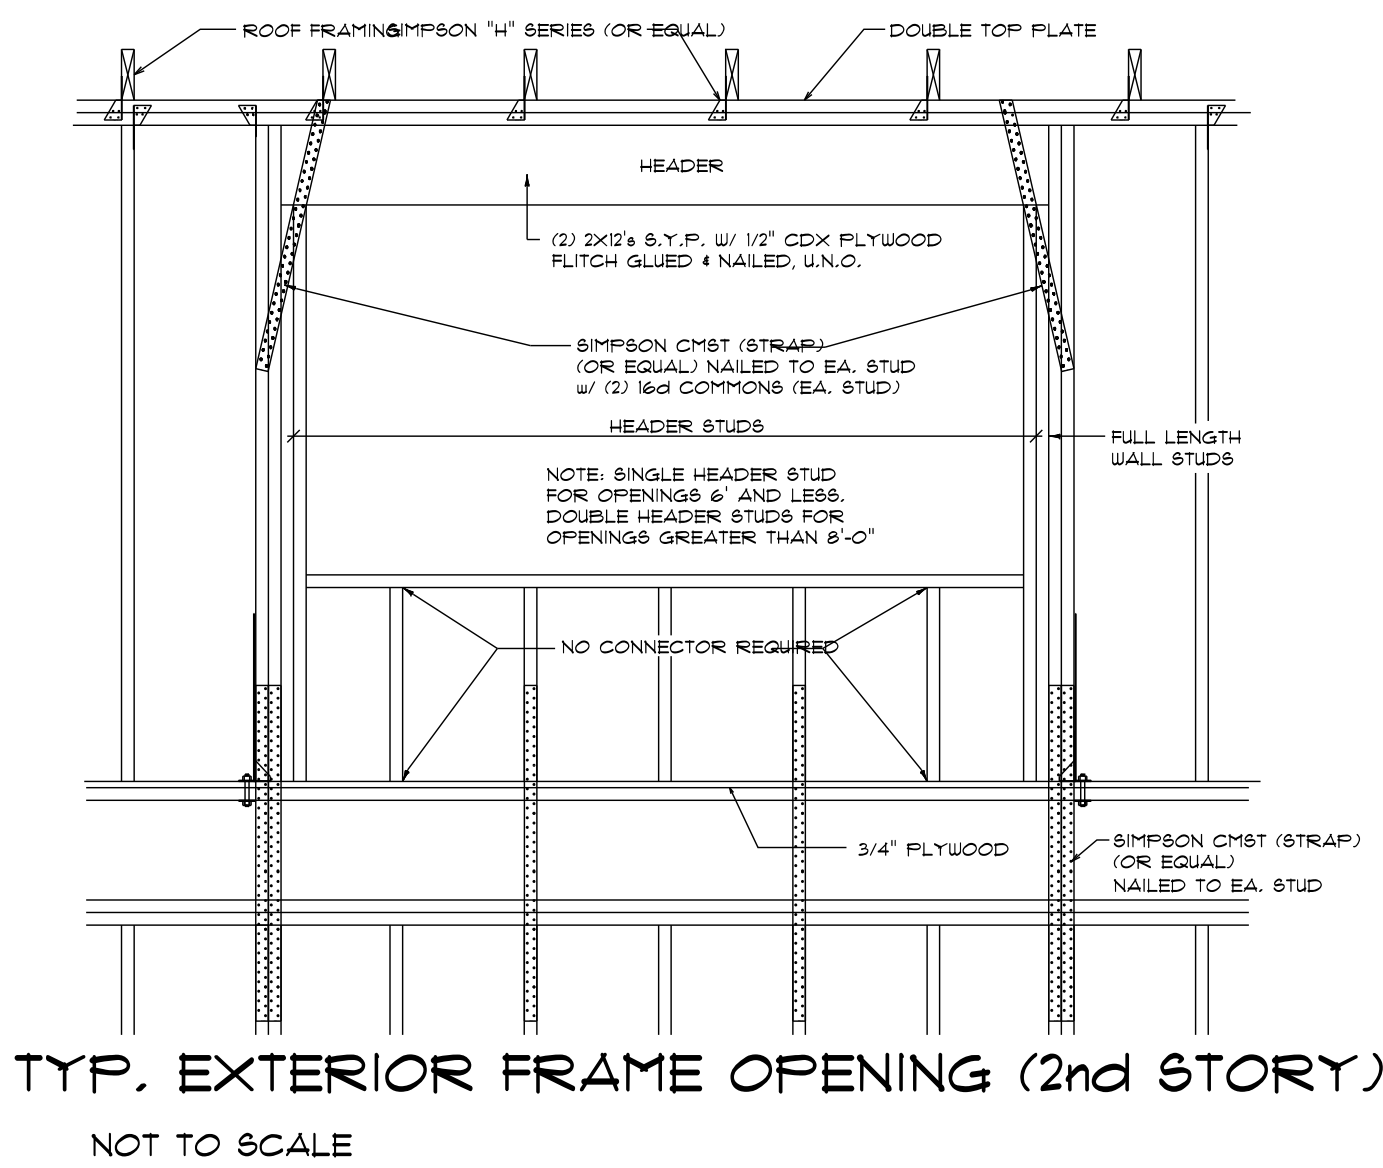 ROOF FRAMING
SIMPSON "H" SERIES (OR EQUAL)
DOUBLE TOP PLATE
HEADER
(2) 2X12's S.Y.P. W/ 1/2" CDX PLYWOOD
FLITCH GLUED & NAILED, U.N.O.
SIMPSON CMST (STRAP)
(OR EQUAL) NAILED TO EA. STUD
w/ (2) 16d COMMONS (EA. STUD)
HEADER STUDS
FULL LENGTH
WALL STUDS
NOTE: SINGLE HEADER STUD
FOR OPENINGS 6' AND LESS.
DOUBLE HEADER STUDS FOR
OPENINGS GREATER THAN 8'-0"
NO CONNECTOR REQUIRED
3/4" PLYWOOD
SIMPSON CMST (STRAP)
(OR EQUAL)
NAILED TO EA. STUD
TYP. EXTERIOR FRAME OPENING (2nd STORY)
NOT TO SCALE